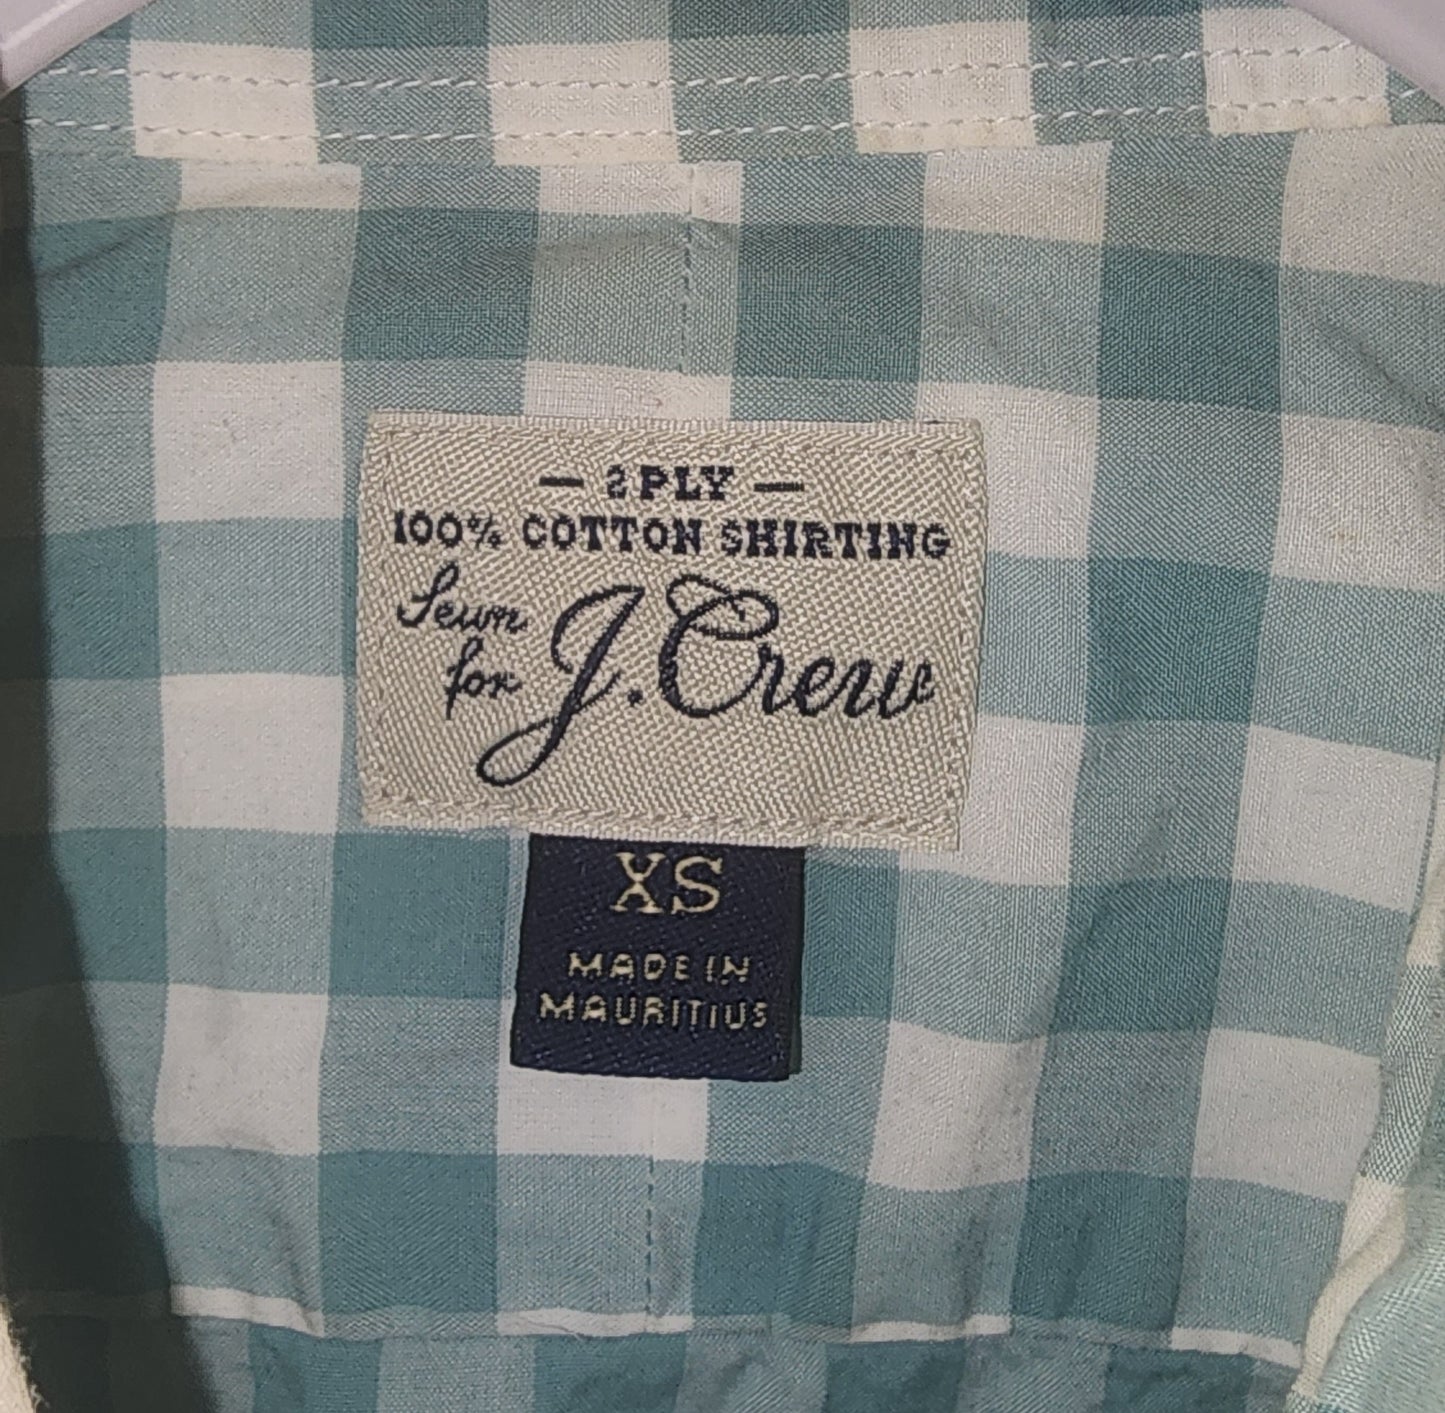 — 2 PLY —
100% COTTON SHIRTING
Sewn
for J.Crew
XS
MADE IN
MAURITIUS